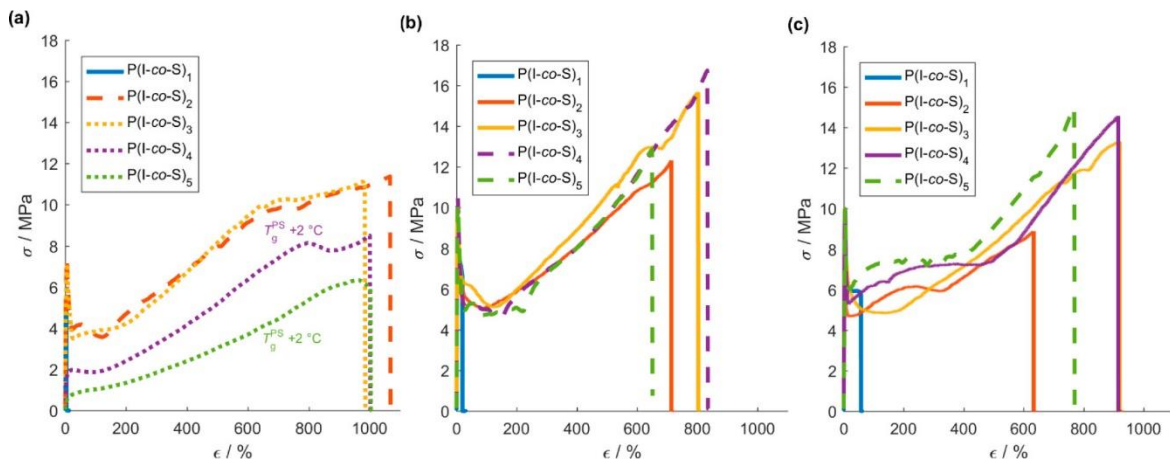 (a)
18
16
14
12
10
8
6
4
2
0
σ / MPa
P(I-co-S)1
P(I-co-S)2
P(I-co-S)3
P(I-co-S)4
P(I-co-S)5
TgPS +2 °C
TgPS +2 °C
0 200 400 600 800 1000
ϵ / %
(b)
18
16
14
12
10
8
6
4
2
0
σ / MPa
P(I-co-S)1
P(I-co-S)2
P(I-co-S)3
P(I-co-S)4
P(I-co-S)5
0 200 400 600 800 1000
ϵ / %
(c)
18
16
14
12
10
8
6
4
2
0
σ / MPa
P(I-co-S)1
P(I-co-S)2
P(I-co-S)3
P(I-co-S)4
P(I-co-S)5
0 200 400 600 800 1000
ϵ / %